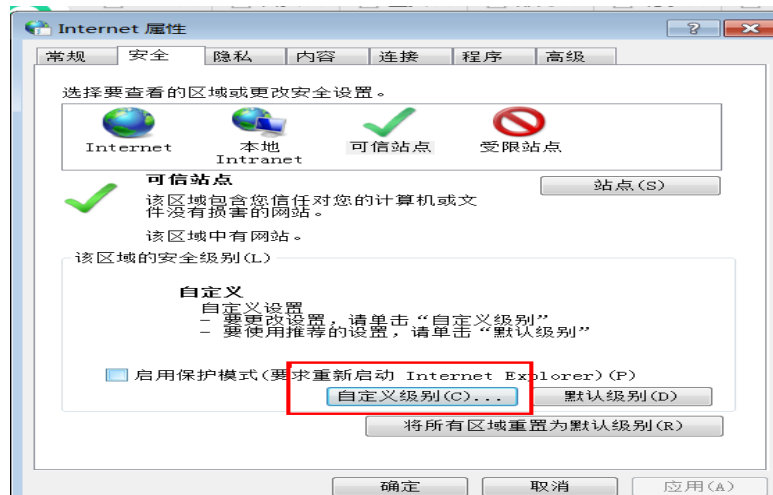 Internet 属性
常规 安全 隐私 内容 连接 程序 高级
选择要查看的区域或更改安全设置。
Internet 本地 Intranet 可信站点 受限站点
可信站点
站点(S)
该区域包含您信任对您的计算机或文
件没有损害的网站。
该区域中有网站。
该区域的安全级别(L)
自定义
自定义设置
- 要更改设置，请单击“自定义级别”
- 要使用推荐的设置，请单击“默认级别”
启用保护模式(要求重新启动 Internet Explorer)(P)
自定义级别(C)... 默认级别(D)
将所有区域重置为默认级别(R)
确定 取消 应用(A)